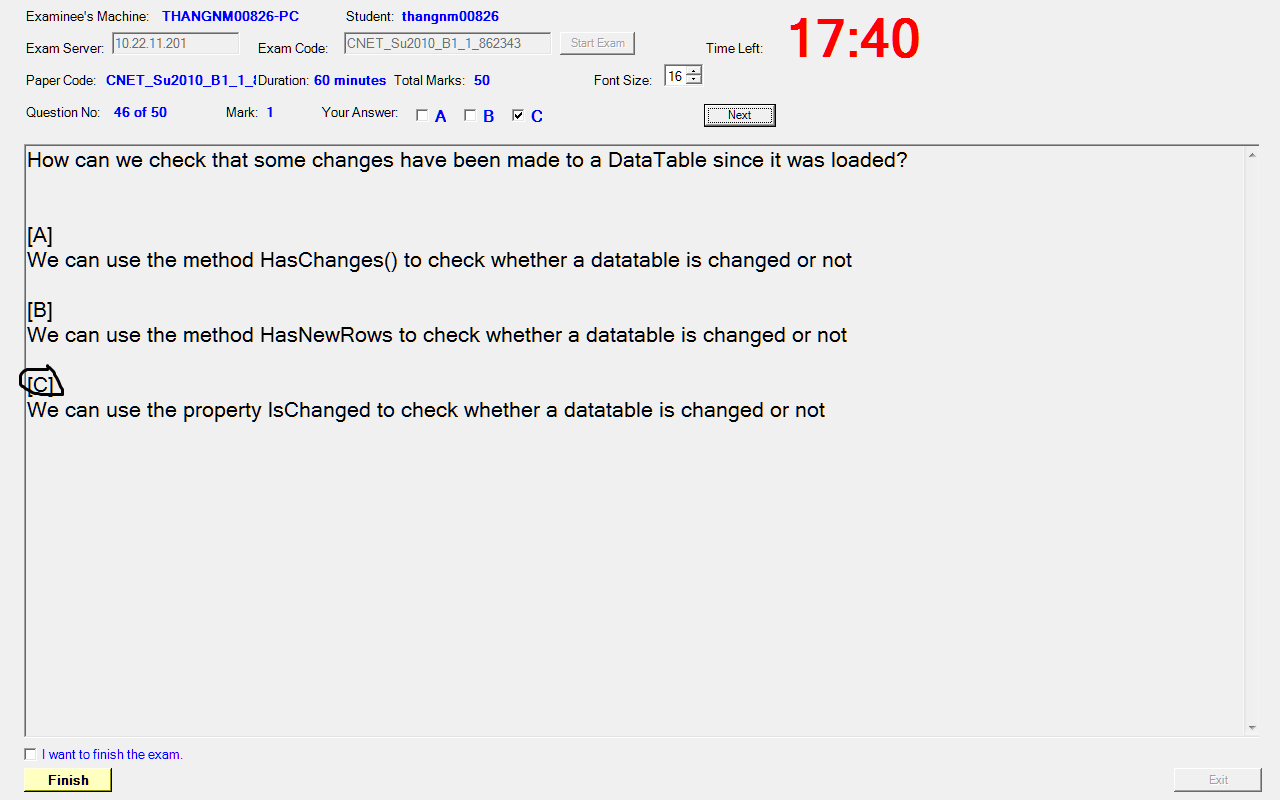 Examinee's Machine: THANGNM00826-PC Student: thangnm00826
Exam Server: 10.22.11.201 Exam Code: CNET_Su2010_B1_1_862343 Start Exam Time Left: 17:40
Paper Code: CNET_Su2010_B1_1_ Duration: 60 minutes Total Marks: 50 Font Size: 16
Question No: 46 of 50 Mark: 1 Your Answer: A B C Next
How can we check that some changes have been made to a DataTable since it was loaded?
[A]
We can use the method HasChanges() to check whether a datatable is changed or not
[B]
We can use the method HasNewRows to check whether a datatable is changed or not
[C]
We can use the property IsChanged to check whether a datatable is changed or not
I want to finish the exam.
Finish Exit